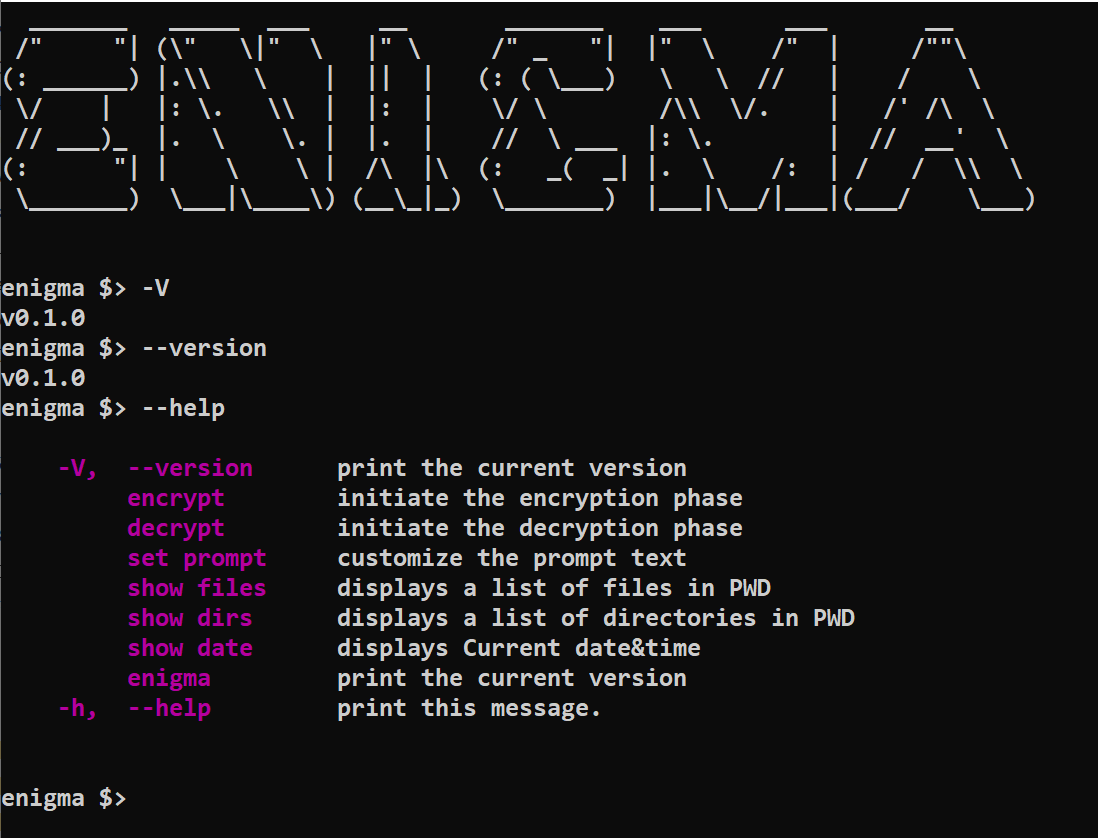 ENIGMA
enigma $> -V
v0.1.0
enigma $> --version
v0.1.0
enigma $> --help
-V, --version print the current version
encrypt initiate the encryption phase
decrypt initiate the decryption phase
set prompt customize the prompt text
show files displays a list of files in PWD
show dirs displays a list of directories in PWD
show date displays Current date&time
enigma print the current version
-h, --help print this message.
enigma $>